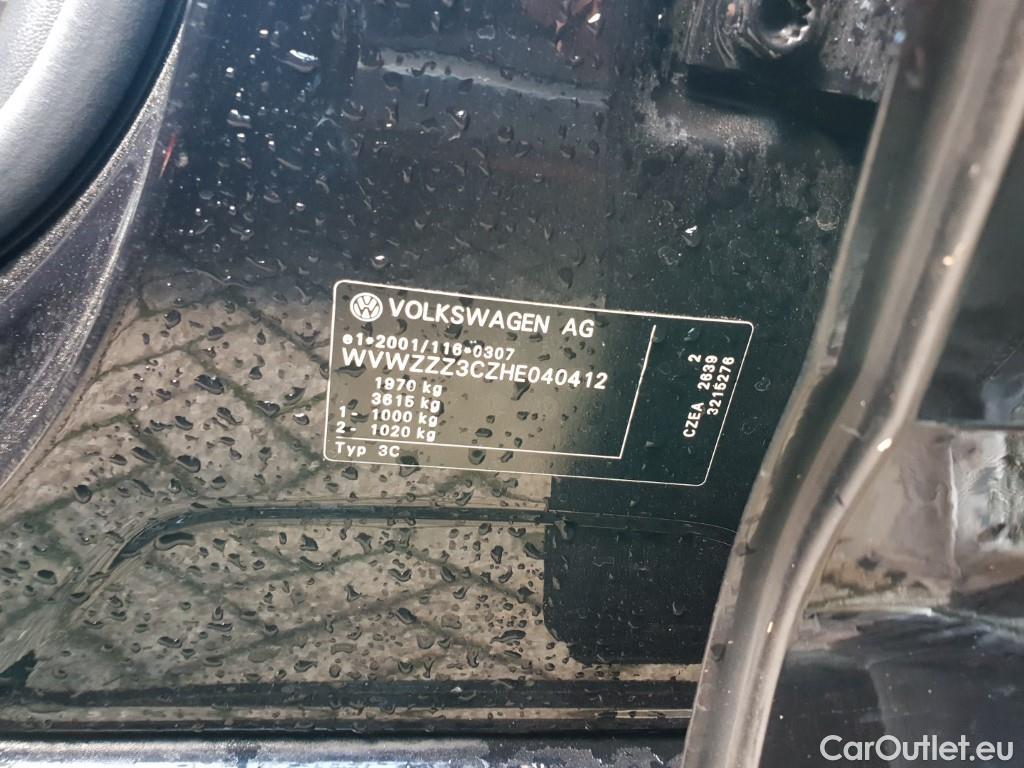 VOLKSWAGEN AG
e1*2001/116*0307
WVWZZZ3CZHE040412
1970 kg
3615 kg
1- 1000 kg
2- 1020 kg
Typ 3C
CZEA 2639 2
3215276
CarOutlet.eu